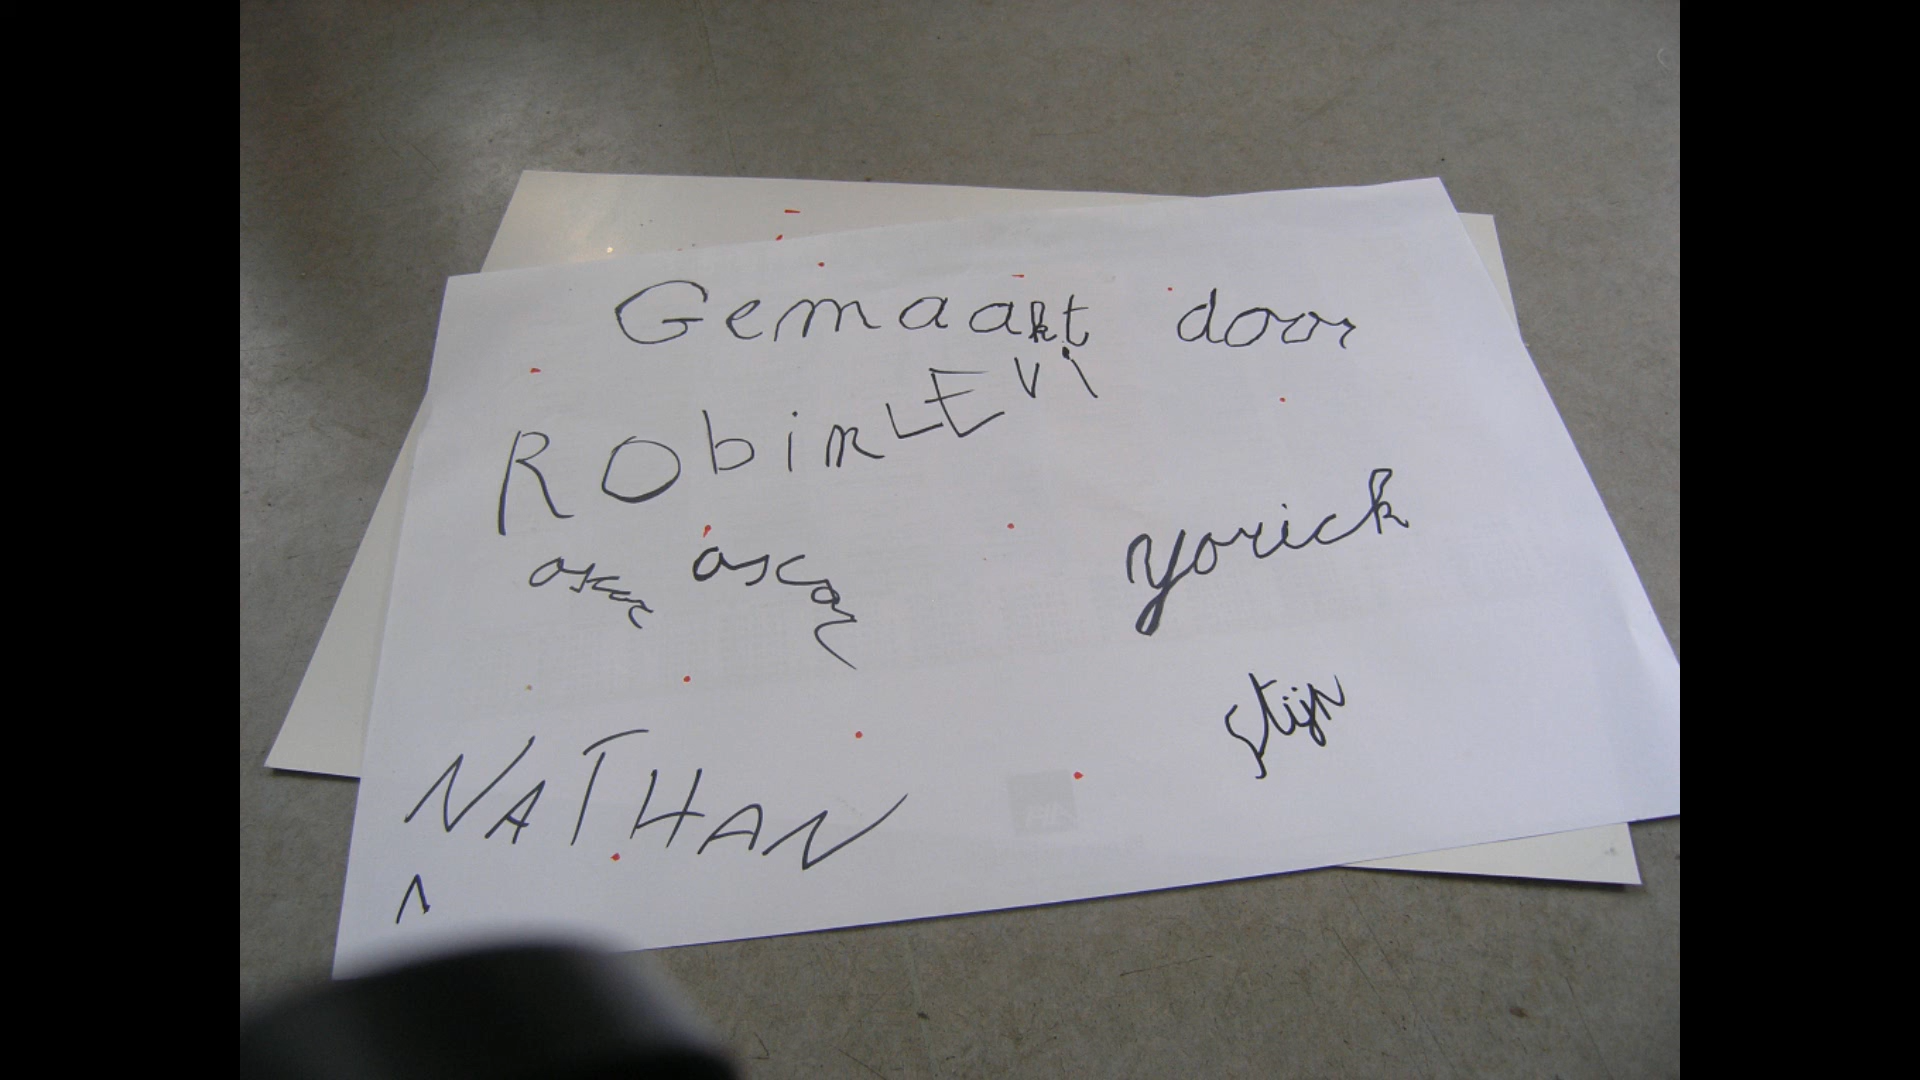 Gemaakt door
RObin LEVi
oscar oscar Yorick
stijn
NATHAN